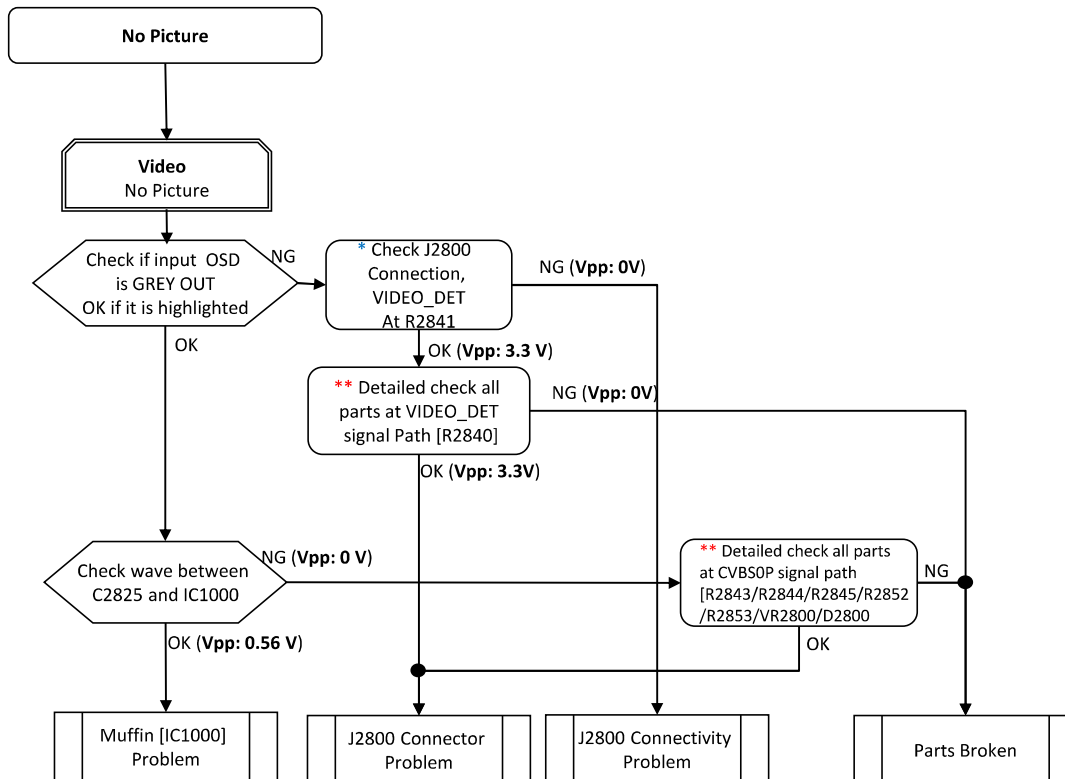 No Picture
Video
No Picture
Check if input OSD
is GREY OUT
OK if it is highlighted
NG
* Check J2800
Connection,
VIDEO_DET
At R2841
NG (Vpp: 0V)
OK
OK (Vpp: 3.3 V)
** Detailed check all
parts at VIDEO_DET
signal Path [R2840]
NG (Vpp: 0V)
OK (Vpp: 3.3V)
Check wave between
C2825 and IC1000
NG (Vpp: 0 V)
** Detailed check all parts
at CVBS0P signal path
[R2843/R2844/R2845/R2852
/R2853/VR2800/D2800
NG
OK (Vpp: 0.56 V)
OK
Muffin [IC1000]
Problem
J2800 Connector
Problem
J2800 Connectivity
Problem
Parts Broken